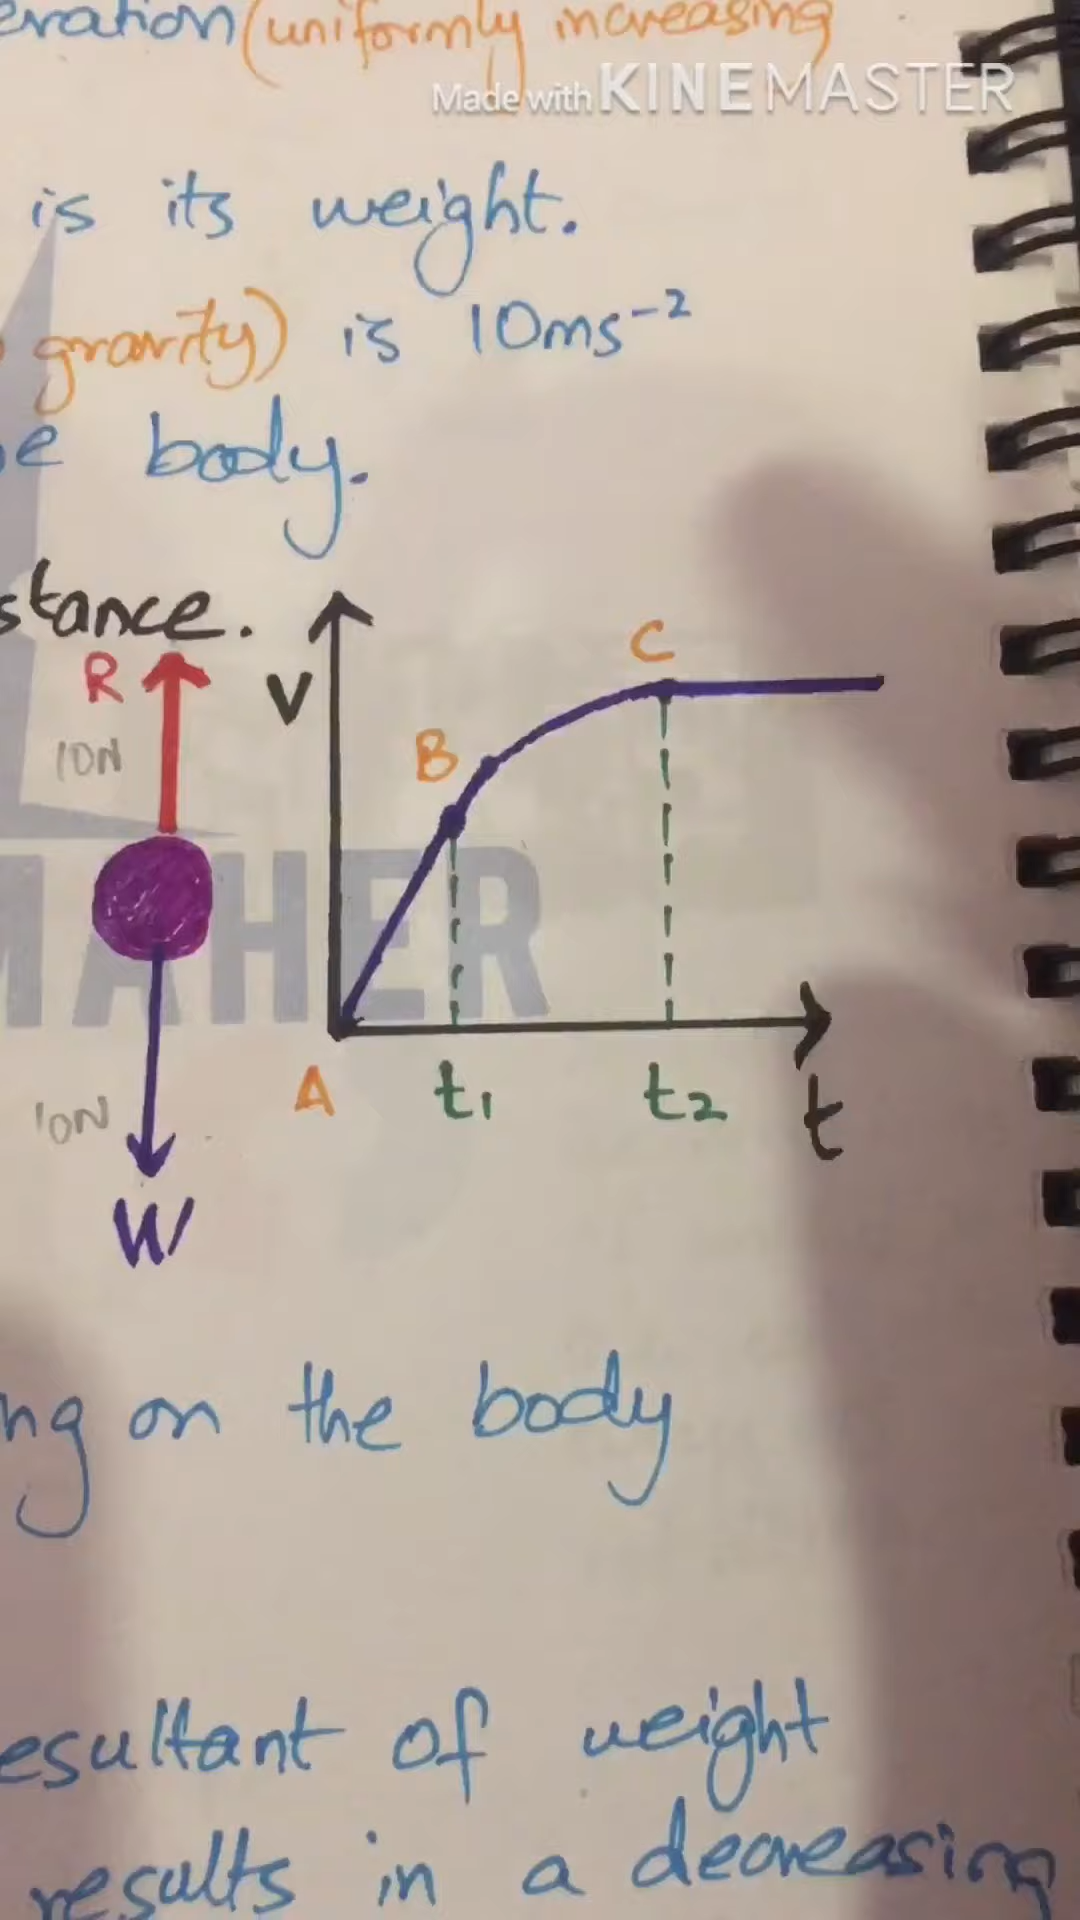 eration (uniformly increasing
Made with KINEMASTER
is its weight.
gravity) is 10ms⁻²
e body.
stance.
R
10N
V
C
B
MAHER
A
t₁
t₂
t
10N
W
ng on the body
esultant of weight
results in a decreasing